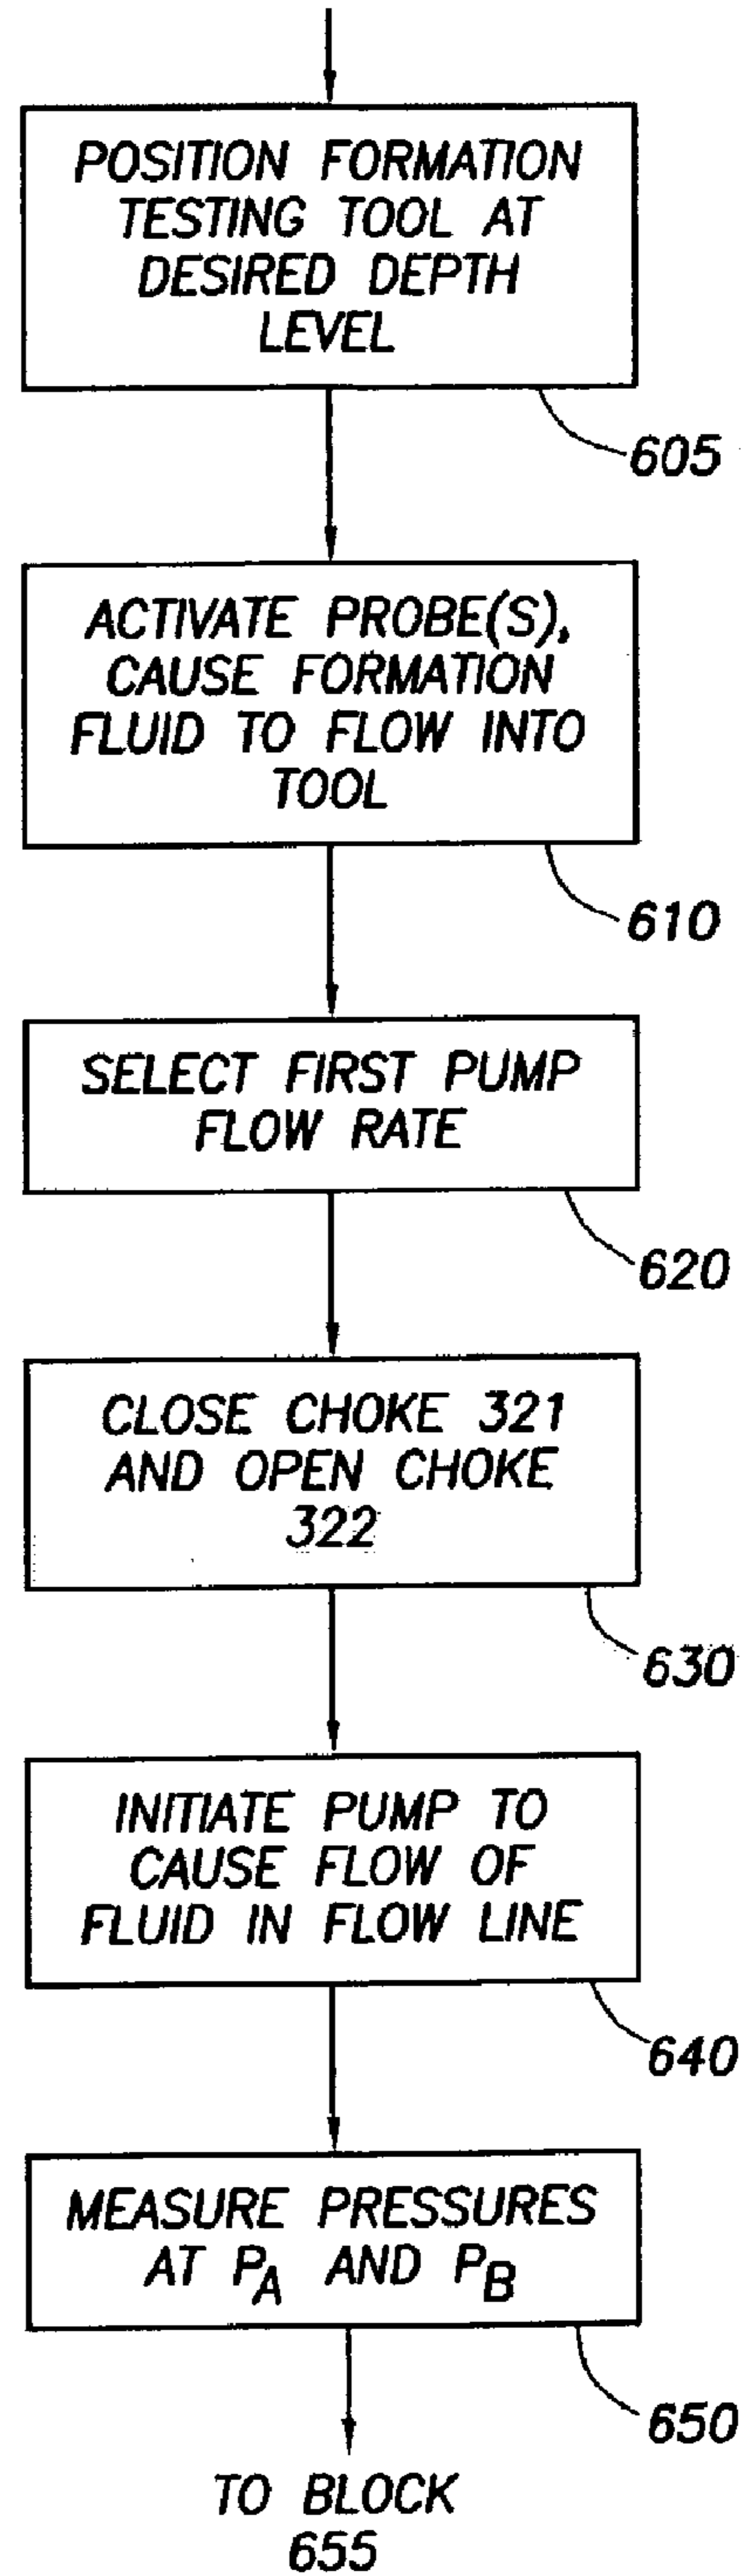 POSITION FORMATION
TESTING TOOL AT
DESIRED DEPTH
LEVEL
605
ACTIVATE PROBE(S),
CAUSE FORMATION
FLUID TO FLOW INTO
TOOL
610
SELECT FIRST PUMP
FLOW RATE
620
CLOSE CHOKE 321
AND OPEN CHOKE
322
630
INITIATE PUMP TO
CAUSE FLOW OF
FLUID IN FLOW LINE
640
MEASURE PRESSURES
AT PA AND PB
650
TO BLOCK
655